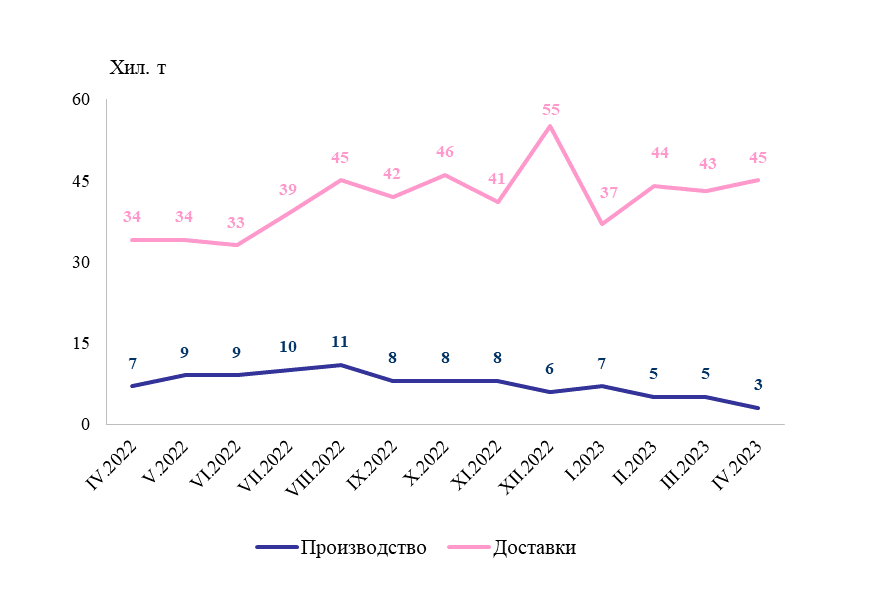 Хил. т
60
45
30
15
0
34 34 33 39 45 42 46 41 55 37 44 43 45
7 9 9 10 11 8 8 8 6 7 5 5 3
IV.2022 V.2022 VI.2022 VII.2022 VIII.2022 IX.2022 X.2022 XI.2022 XII.2022 I.2023 II.2023 III.2023 IV.2023
Производство Доставки